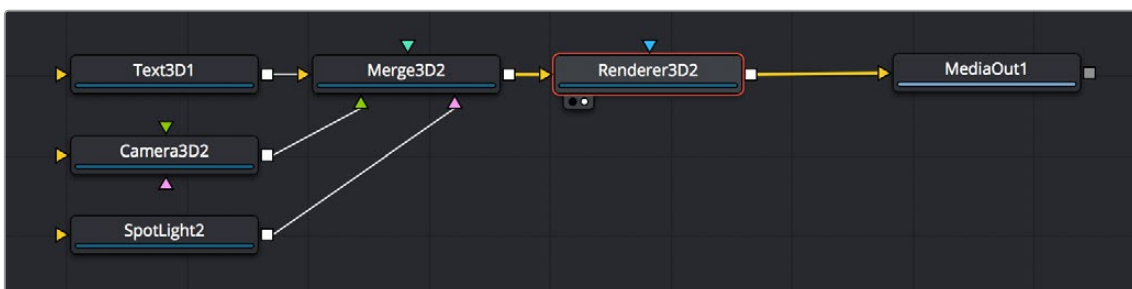 Text3D1
Merge3D2
Renderer3D2
MediaOut1
Camera3D2
SpotLight2